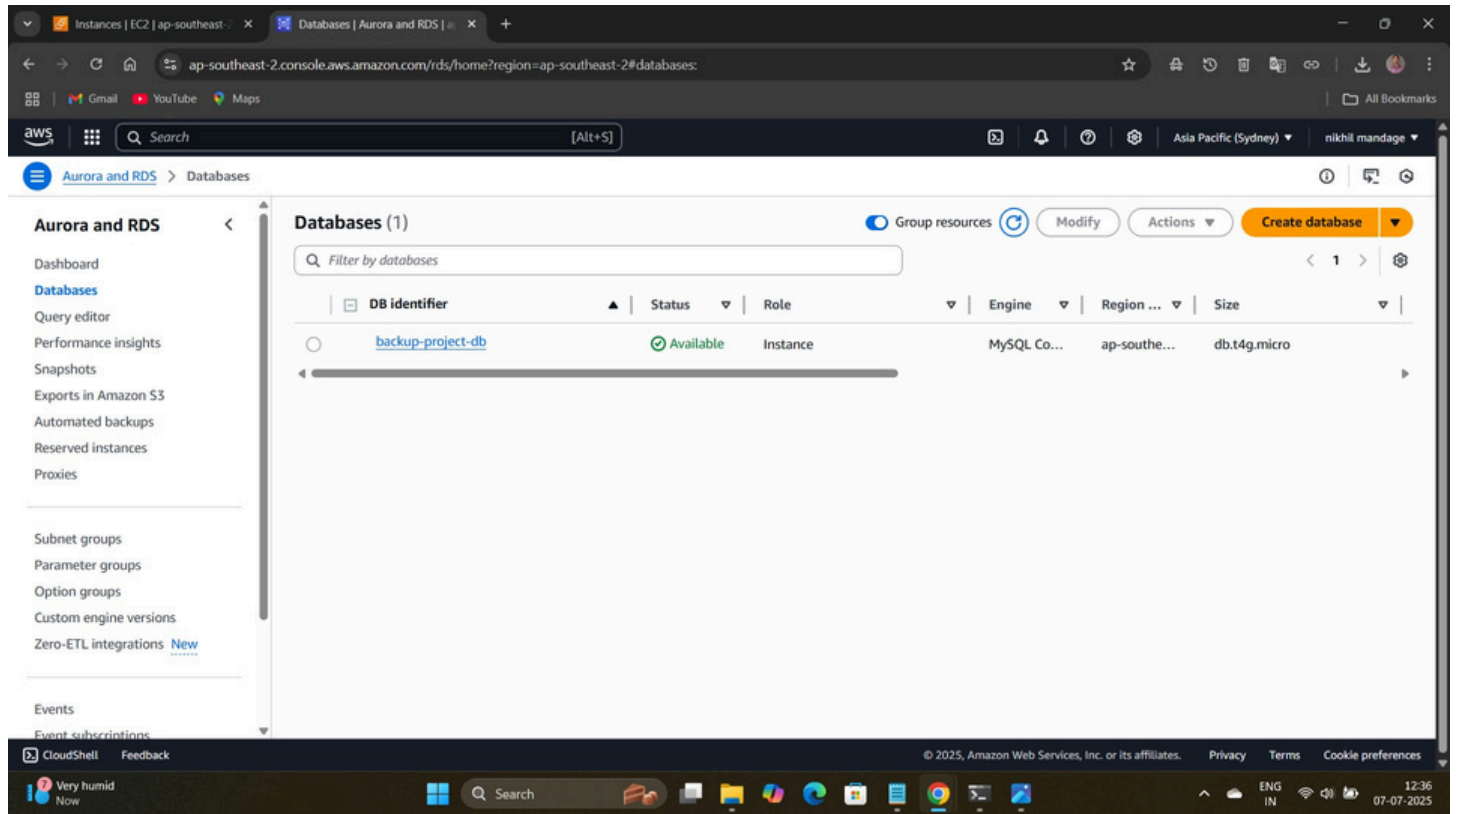 Instances | EC2 | ap-southeast-2
Databases | Aurora and RDS | a
ap-southeast-2.console.aws.amazon.com/rds/home?region=ap-southeast-2#databases:
Gmail YouTube Maps All Bookmarks
aws Search [Alt+S] Asia Pacific (Sydney) nikhil mandage
Aurora and RDS > Databases
Aurora and RDS
Dashboard
Databases
Query editor
Performance insights
Snapshots
Exports in Amazon S3
Automated backups
Reserved instances
Proxies
Subnet groups
Parameter groups
Option groups
Custom engine versions
Zero-ETL integrations New
Events
Event subscriptions
Databases (1)
Group resources Modify Actions Create database
Filter by databases
1
DB identifier Status Role Engine Region ... Size
backup-project-db Available Instance MySQL Co... ap-southe... db.t4g.micro
CloudShell Feedback © 2025, Amazon Web Services, Inc. or its affiliates. Privacy Terms Cookie preferences
7
Very humid
Now
Search
ENG
IN
12:36
07-07-2025